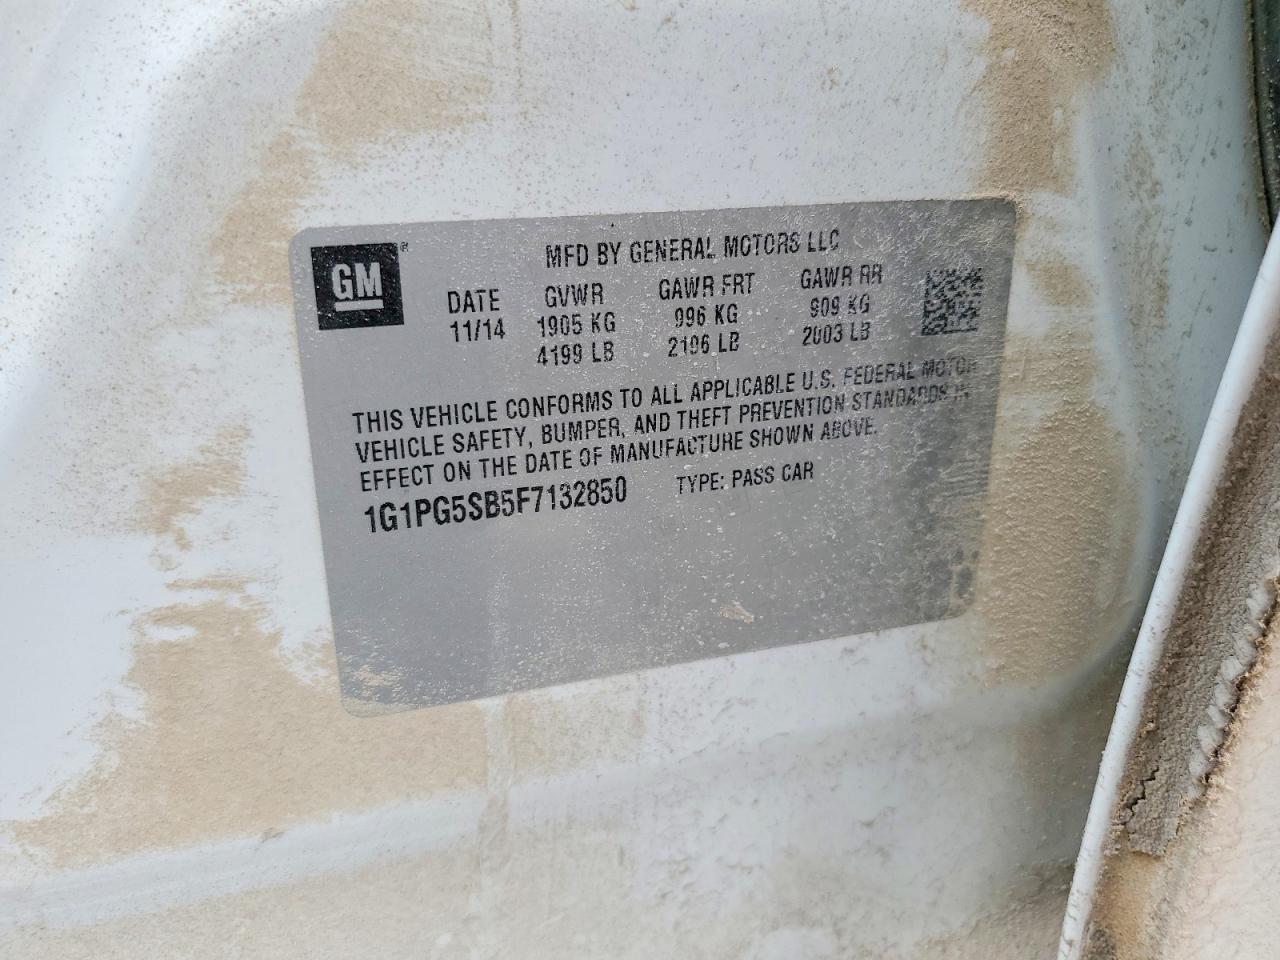 GM®
MFD BY GENERAL MOTORS LLC
DATE GVWR GAWR FRT GAWR RR
11/14 1905 KG 996 KG 909 KG
4199 LB 2196 LB 2003 LB
THIS VEHICLE CONFORMS TO ALL APPLICABLE U.S. FEDERAL MOTOR
VEHICLE SAFETY, BUMPER, AND THEFT PREVENTION STANDARDS IN
EFFECT ON THE DATE OF MANUFACTURE SHOWN ABOVE.
1G1PG5SB5F7132850 TYPE: PASS CAR